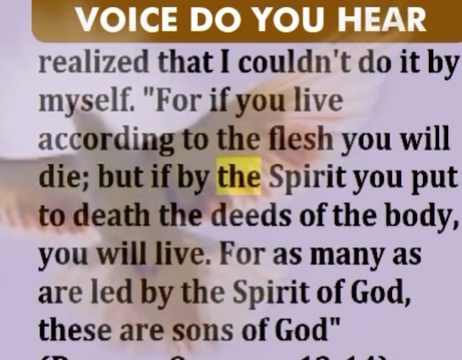 VOICE DO YOU HEAR
realized that I couldn't do it by
myself. "For if you live
according to the flesh you will
die; but if by the Spirit you put
to death the deeds of the body,
you will live. For as many as
are led by the Spirit of God,
these are sons of God"